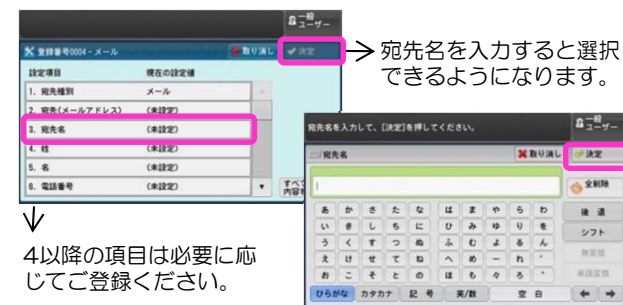 一般
ユーザー
登録番号0004 - メール
取り消し
決定
宛先名を入力すると選択
できるようになります。
設定項目 現在の設定値
1. 宛先種別 メール
2. 宛先(メールアドレス) (未設定)
3. 宛先名 (未設定)
4. 姓 (未設定)
5. 名 (未設定)
6. 電話番号 (未設定)
すべて
内容を
4以降の項目は必要に応
じてご登録ください。
宛先名を入力して、[決定]を押してください。
一般
ユーザー
宛先名
取り消し
決定
全削除
あ か さ た な は ま や ら わ
い き し ち に ひ み ゆ り を
う く す つ ぬ ふ む よ る ん
え け せ て ね へ め ー れ ゛
お こ そ と の ほ も 々 ろ
後退
シフト
無変換
ひらがな カタカナ 記号 英/数 空白
← →